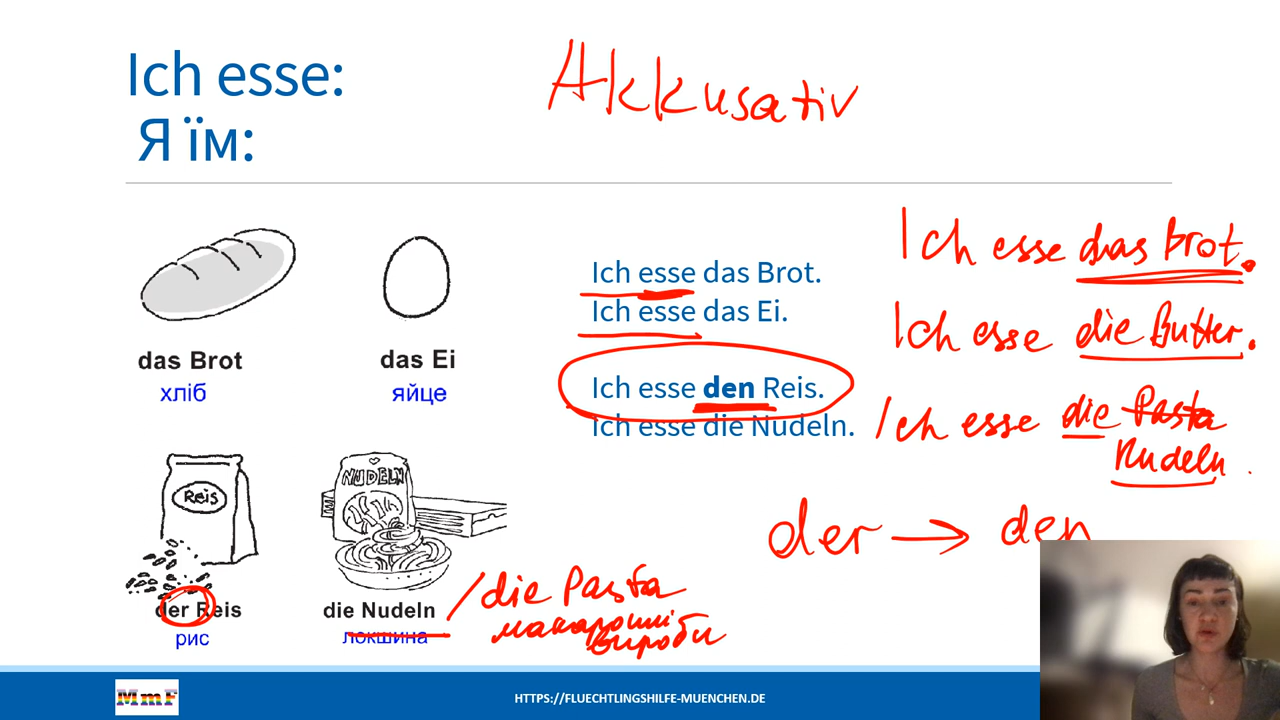 Ich esse:
Я їм:
Akkusativ
das Brot
хліб
das Ei
яйце
Ich esse das Brot.
Ich esse das Ei.
Ich esse den Reis.
Ich esse die Nudeln.
Ich esse das Brot.
Ich esse die Butter.
Ich esse die Pasta
Nudeln.
der → den
Reis
NUDELN
der Reis
рис
die Nudeln
локшина
/ die Pasta
макаронні
вироби
MmF
HTTPS://FLUECHTLINGSHILFE-MUENCHEN.DE